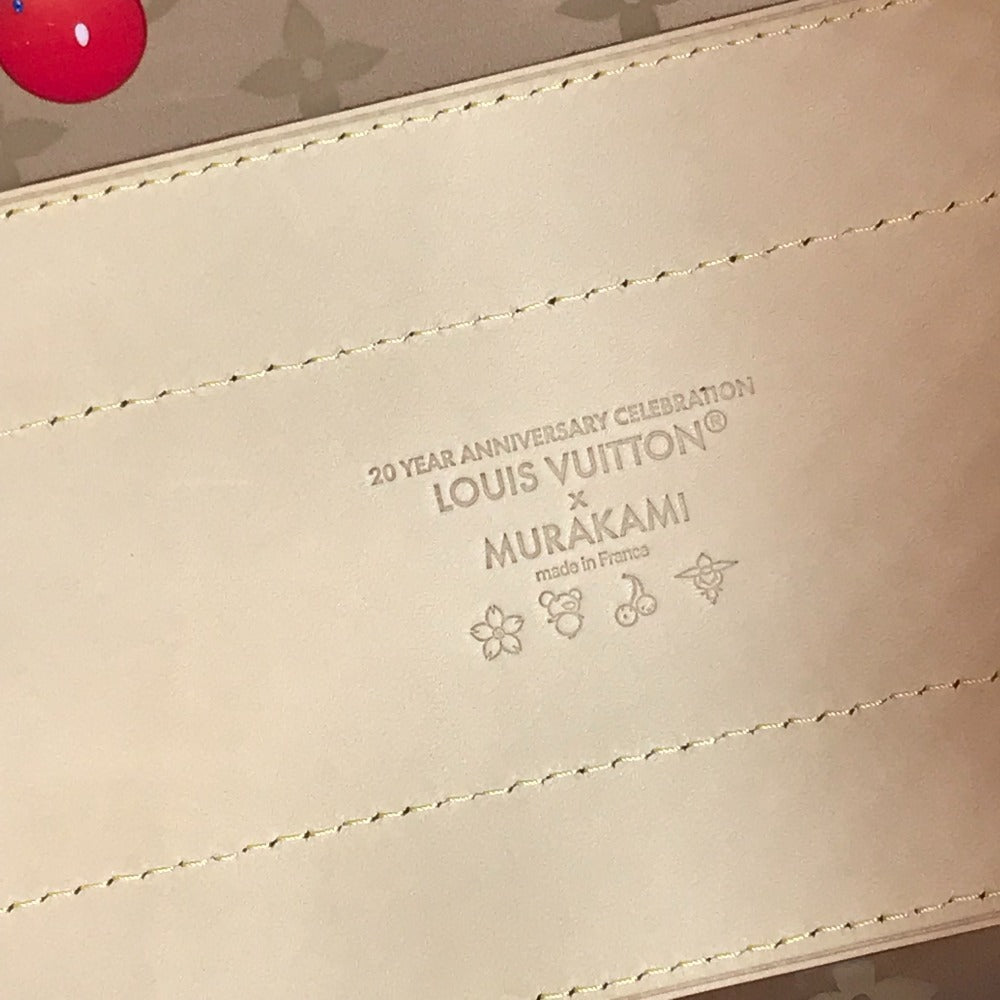 20 YEAR ANNIVERSARY CELEBRATION
LOUIS VUITTON®
x
MURAKAMI
made in France